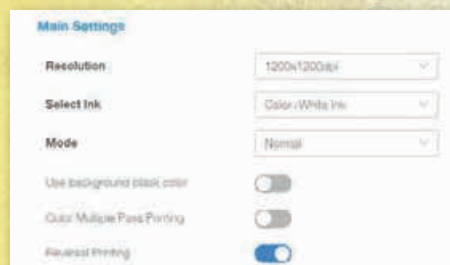 Main Settings
Resolution 1200x1200dpi
Select Ink Color+White Ink
Mode Normal
Use background black color
Color Multiple Pass Printing
Reversal Printing